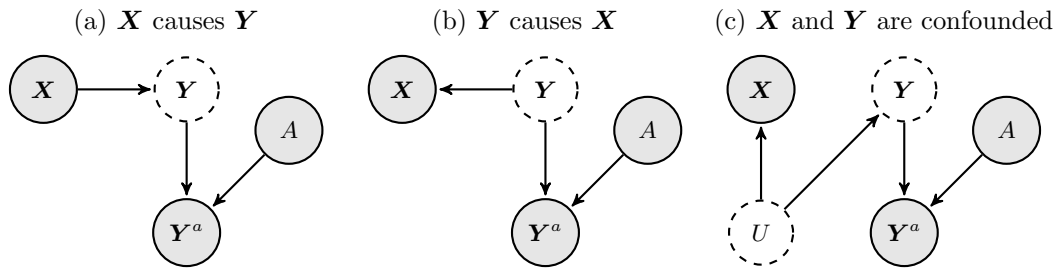 (a) X causes Y
(b) Y causes X
(c) X and Y are confounded
X
Y
A
Y^a
X
Y
A
Y^a
X
Y
A
U
Y^a